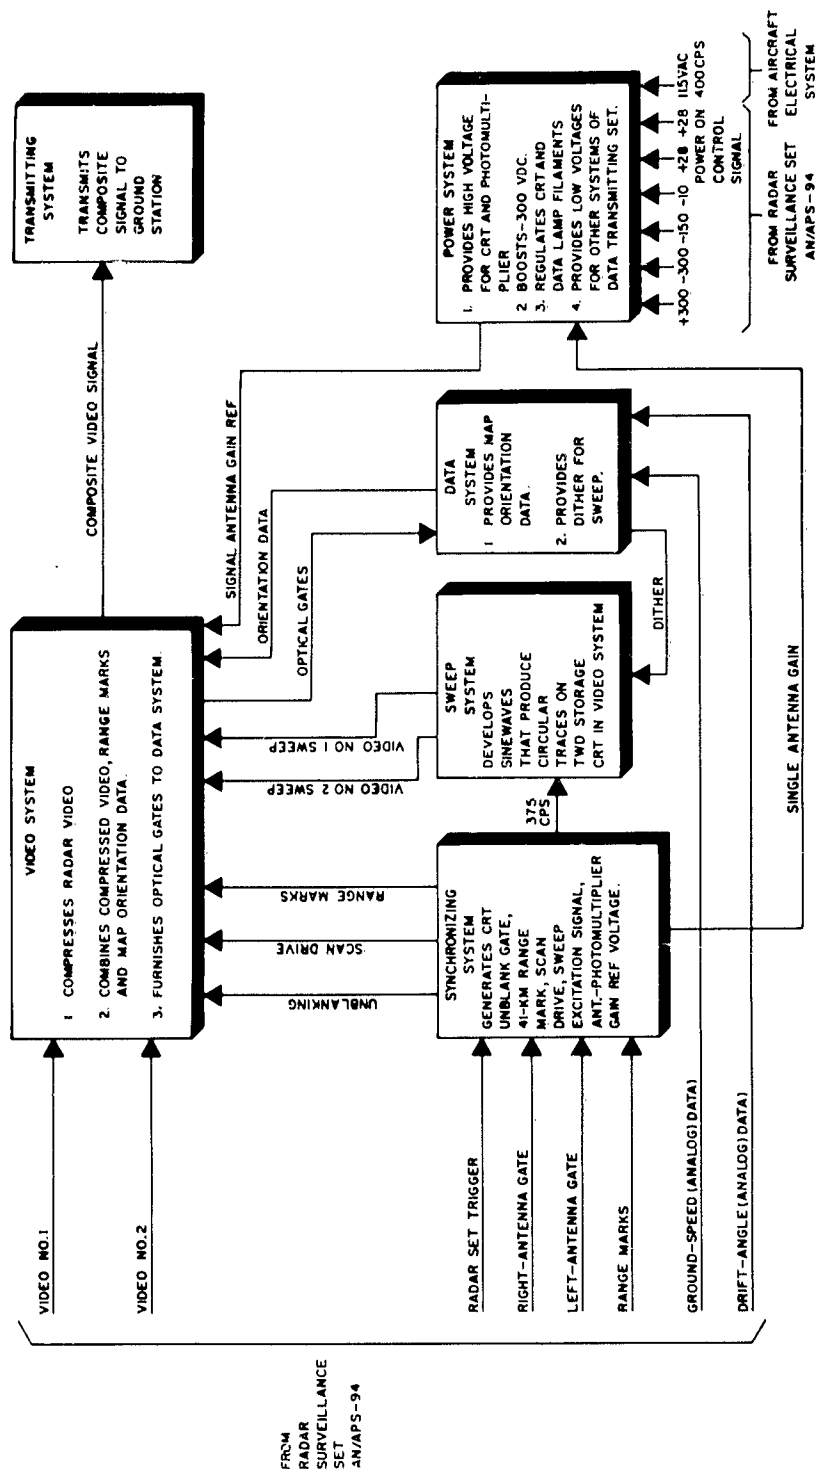 FROM
RADAR
SURVEILLANCE
SET
AN/APS-94
VIDEO NO.1
VIDEO NO.2
RADAR SET TRIGGER
RIGHT-ANTENNA GATE
LEFT-ANTENNA GATE
RANGE MARKS
GROUND-SPEED (ANALOG) DATA)
DRIFT-ANGLE (ANALOG) DATA)
VIDEO SYSTEM
1 COMPRESSES RADAR VIDEO
2. COMBINES COMPRESSED VIDEO, RANGE MARKS
AND MAP ORIENTATION DATA.
3. FURNISHES OPTICAL GATES TO DATA SYSTEM.
UNBLANKING
SCAN DRIVE
RANGE MARKS
VIDEO NO 2 SWEEP
VIDEO NO 1 SWEEP
OPTICAL GATES
ORIENTATION DATA
SIGNAL ANTENNA GAIN REF
COMPOSITE VIDEO SIGNAL
TRANSMITTING
SYSTEM
TRANSMITS
COMPOSITE
SIGNAL TO
GROUND
STATION
SYNCHRONIZING
SYSTEM
GENERATES CRT
UNBLANK GATE,
41-KM RANGE
MARK, SCAN
DRIVE, SWEEP
EXCITATION SIGNAL,
ANT.-PHOTOMULTIPLIER
GAIN REF VOLTAGE.
375
CPS
SWEEP
SYSTEM
DEVELOPS
SINEWAVES
THAT PRODUCE
CIRCULAR
TRACES ON
TWD STORAGE
CRT IN VIDEO SYSTEM
DITHER
DATA
SYSTEM
1 PROVIDES MAP
ORIENTATION
DATA.
2. PROVIDES
DITHER FOR
SWEEP.
SINGLE ANTENNA GAIN
POWER SYSTEM
1. PROVIDES HIGH VOLTAGE
FOR CRT AND PHOTOMULTI-
PLIER
2 BOOSTS-300 VDC.
3. REGULATES CRT AND
DATA LAMP FILAMENTS
4. PROVIDES LOW VOLTAGES
FOR OTHER SYSTEMS OF
DATA TRANSMITTING SET.
+300 -300 -150 -10 +28 +28 115VAC
POWER ON 400CPS
CONTROL
SIGNAL
FROM RADAR
SURVEILLANCE SET
AN/APS-94
FROM AIRCRAFT
ELECTRICAL
SYSTEM